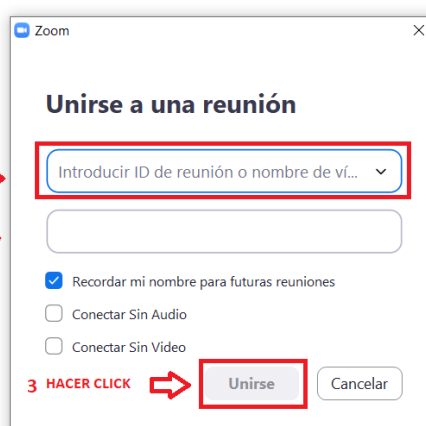 Zoom
Unirse a una reunión
Introducir ID de reunión o nombre de ví...
Recordar mi nombre para futuras reuniones
Conectar Sin Audio
Conectar Sin Video
3 HACER CLICK
Unirse
Cancelar